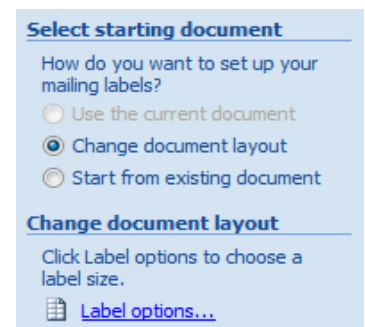 Select starting document
How do you want to set up your
mailing labels?
Use the current document
Change document layout
Start from existing document
Change document layout
Click Label options to choose a
label size.
Label options...